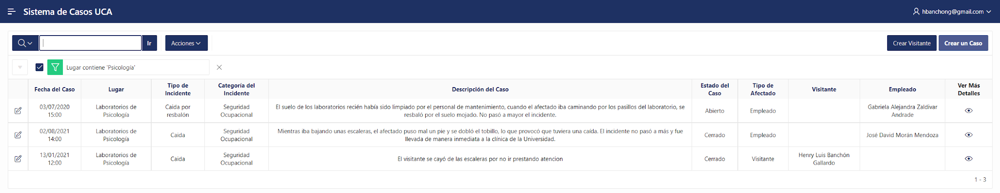 Sistema de Casos UCA
hbanchong@gmail.com
Ir
Acciones
Crear Visitante
Crear un Caso
Lugar contiene 'Psicología'
Fecha del Caso
Lugar
Tipo de
Incidente
Categoría del
Incidente
Descripción del Caso
Estado del
Caso
Tipo de
Afectado
Visitante
Empleado
Ver Más
Detalles
03/07/2020
15:00
Laboratorios de
Psicología
Caida por
resbalón
Seguridad
Ocupacional
El suelo de los laboratorios recién había sido limpiado por el personal de mantenimiento, cuando el afectado iba caminando por los pasillos del laboratorio, se
resbaló por el suelo mojado. No pasó a mayor el incidente.
Abierto
Empleado
Gabriela Alejandra Zaldivar
Andrade
02/08/2021
14:00
Laboratorios de
Psicología
Caida
Seguridad
Ocupacional
Mientras iba bajando unas escaleras, el afectado puso mal un pie y se dobló el tobillo, lo que provocó que tuviera una caída. El incidente no pasó a más y fue
llevada de manera inmediata a la clínica de la Universidad.
Cerrado
Empleado
José David Morán Mendoza
13/01/2021
12:00
Laboratorios de
Psicología
Caida
Seguridad
Ocupacional
El visitante se cayó de las escaleras por no ir prestando atencion
Cerrado
Visitante
Henry Luis Banchón
Gallardo
1 - 3